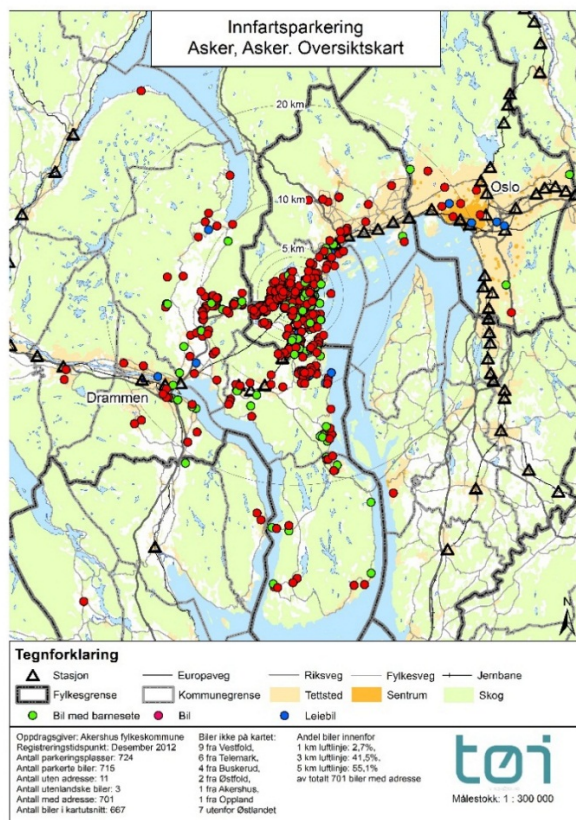 Innfartsparkering
Asker, Asker. Oversiktskart
20 km
10 km
5 km
Oslo
Drammen
N
Tegnforklaring
Stasjon
Europaveg
Riksveg
Fylkesveg
Jernbane
Fylkesgrense
Kommunegrense
Tettsted
Sentrum
Skog
Bil med barnesete
Bil
Leiebil
Oppdragsgiver: Akershus fylkeskommune
Registreringstidspunkt: Desember 2012
Antall parkeringsplasser: 724
Antall parkerte biler: 715
Antall uten adresse: 11
Antall utenlandske biler: 3
Antall med adresse: 701
Antall biler i kartutsnitt: 667
Biler ikke på kartet:
9 fra Vestfold,
6 fra Telemark,
4 fra Buskerud,
2 fra Østfold,
1 fra Akershus,
1 fra Oppland
7 utenfor Østlandet
Andel biler innenfor
1 km luftlinje: 2,7%,
3 km luftlinje: 41,5%,
5 km luftlinje: 55,1%,
av totalt 701 biler med adresse
tøi
Målestokk: 1 : 300 000